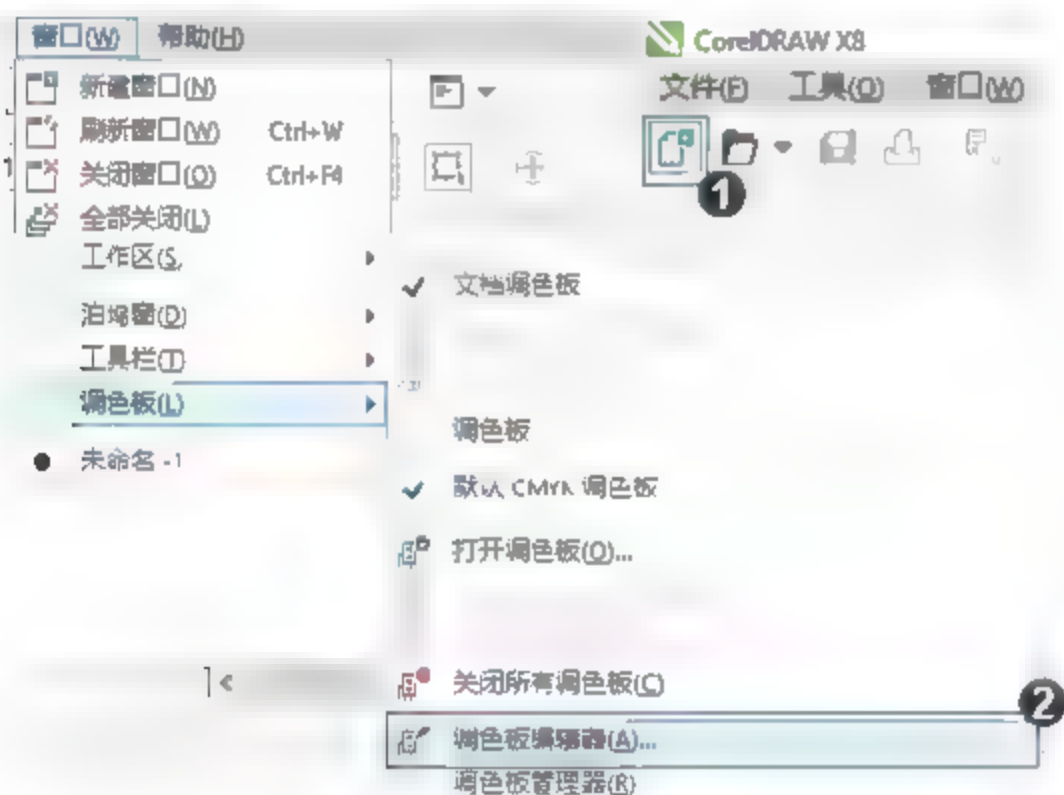 窗口(W) 帮助(H)
新建窗口(N)
刷新窗口(W) Ctrl+W
关闭窗口(O) Ctrl+F4
全部关闭(L)
工作区(S)
泊坞窗(D)
工具栏(T)
调色板(L)
未命名 -1
CorelDRAW X8
文件(F) 工具(O) 窗口(W)
1
文档调色板
调色板
默认 CMYK 调色板
打开调色板(O)...
关闭所有调色板(C)
2
调色板编辑器(A)...
调色板管理器(R)